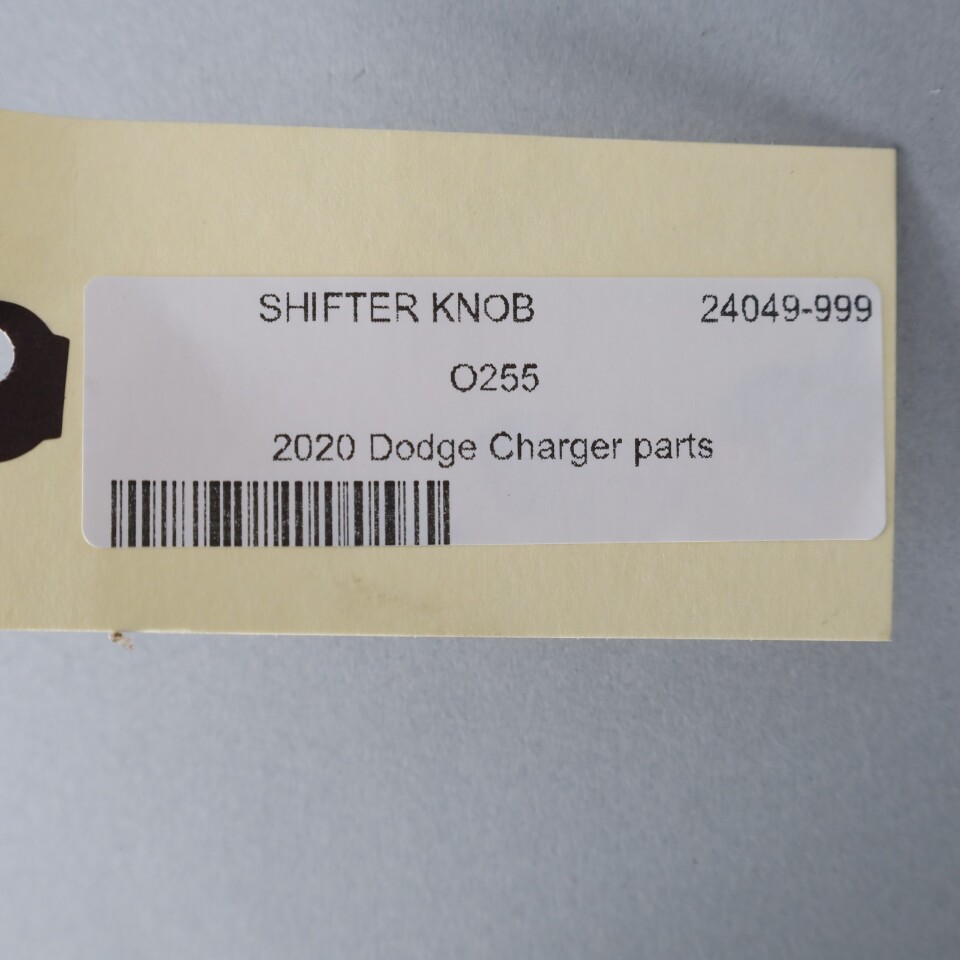 SHIFTER KNOB 24049-999
O255
2020 Dodge Charger parts